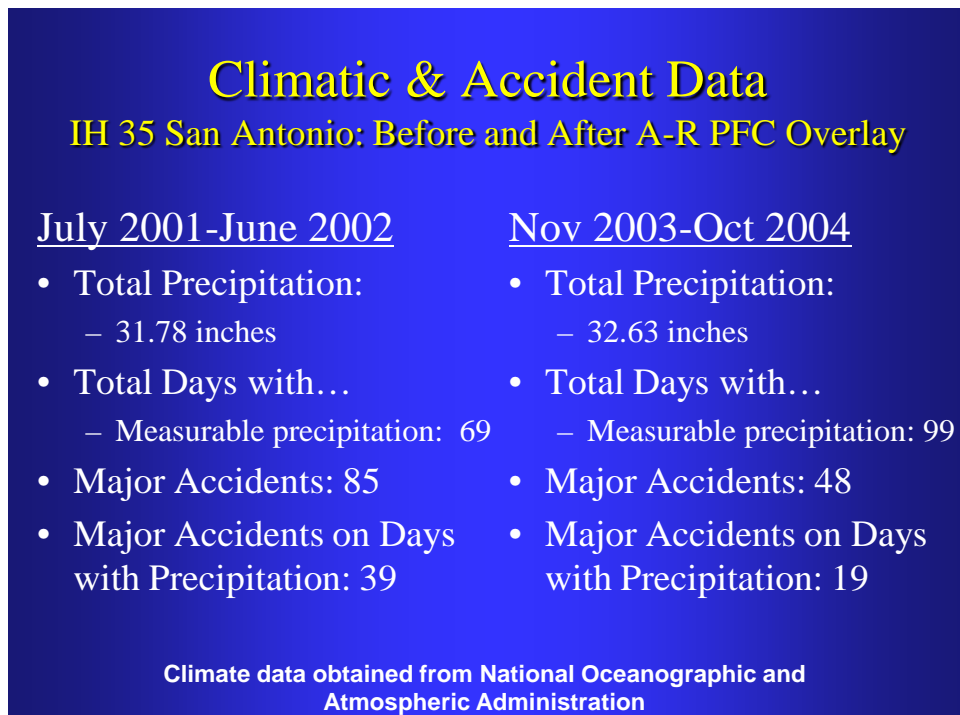 Climatic & Accident Data
IH 35 San Antonio: Before and After A-R PFC Overlay
July 2001-June 2002
• Total Precipitation:
– 31.78 inches
• Total Days with…
– Measurable precipitation: 69
• Major Accidents: 85
• Major Accidents on Days
with Precipitation: 39
Nov 2003-Oct 2004
• Total Precipitation:
– 32.63 inches
• Total Days with…
– Measurable precipitation: 99
• Major Accidents: 48
• Major Accidents on Days
with Precipitation: 19
Climate data obtained from National Oceanographic and
Atmospheric Administration